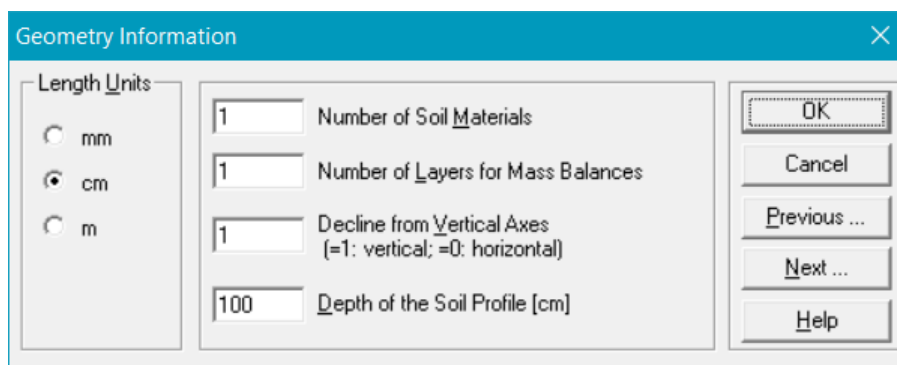 Geometry Information
Length Units
mm
cm
m
1 Number of Soil Materials
1 Number of Layers for Mass Balances
1 Decline from Vertical Axes
(=1: vertical; =0: horizontal)
100 Depth of the Soil Profile [cm]
OK
Cancel
Previous ...
Next ...
Help